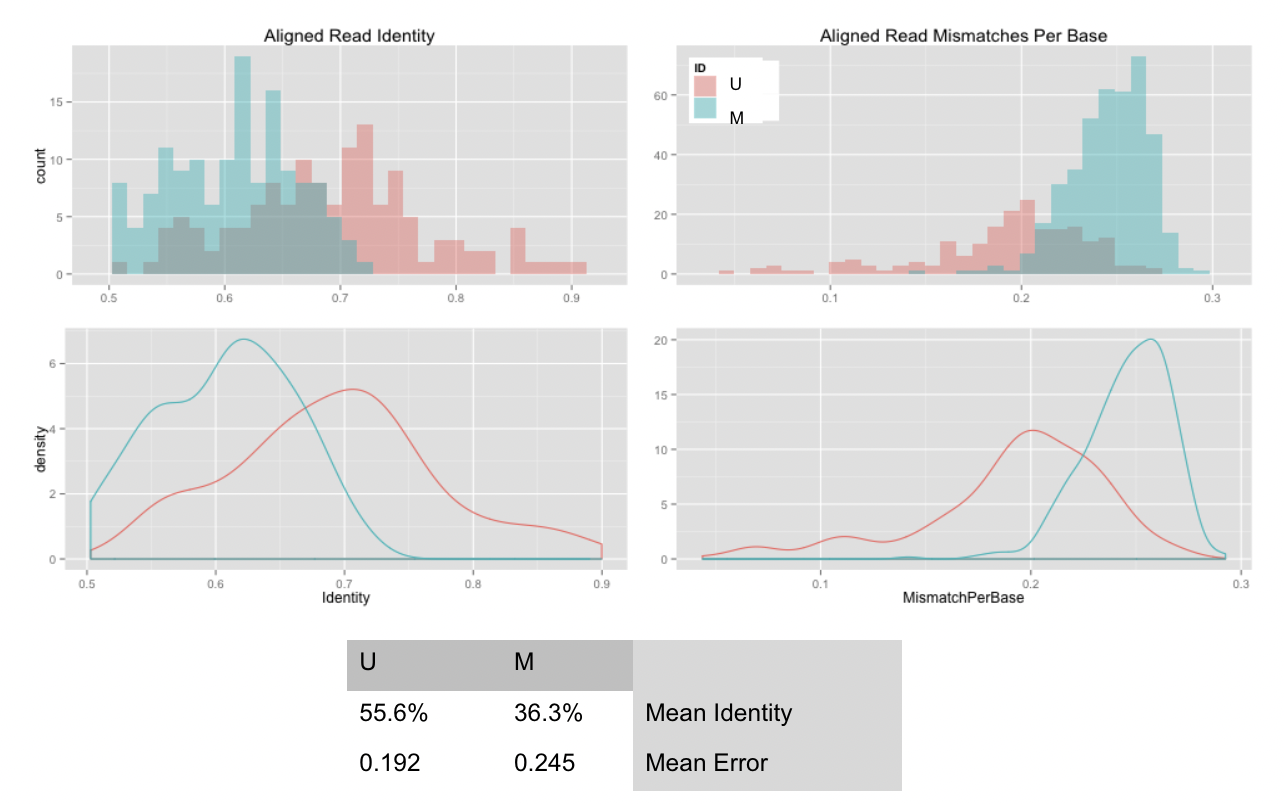 Aligned Read Identity
Aligned Read Mismatches Per Base
count
15
10
5
0
0.5 0.6 0.7 0.8 0.9
ID
U
M
60
40
20
0
0.1 0.2 0.3
density
6
4
2
0
0.5 0.6 0.7 0.8 0.9
Identity
20
15
10
5
0
0.1 0.2 0.3
MismatchPerBase
U M
55.6% 36.3% Mean Identity
0.192 0.245 Mean Error